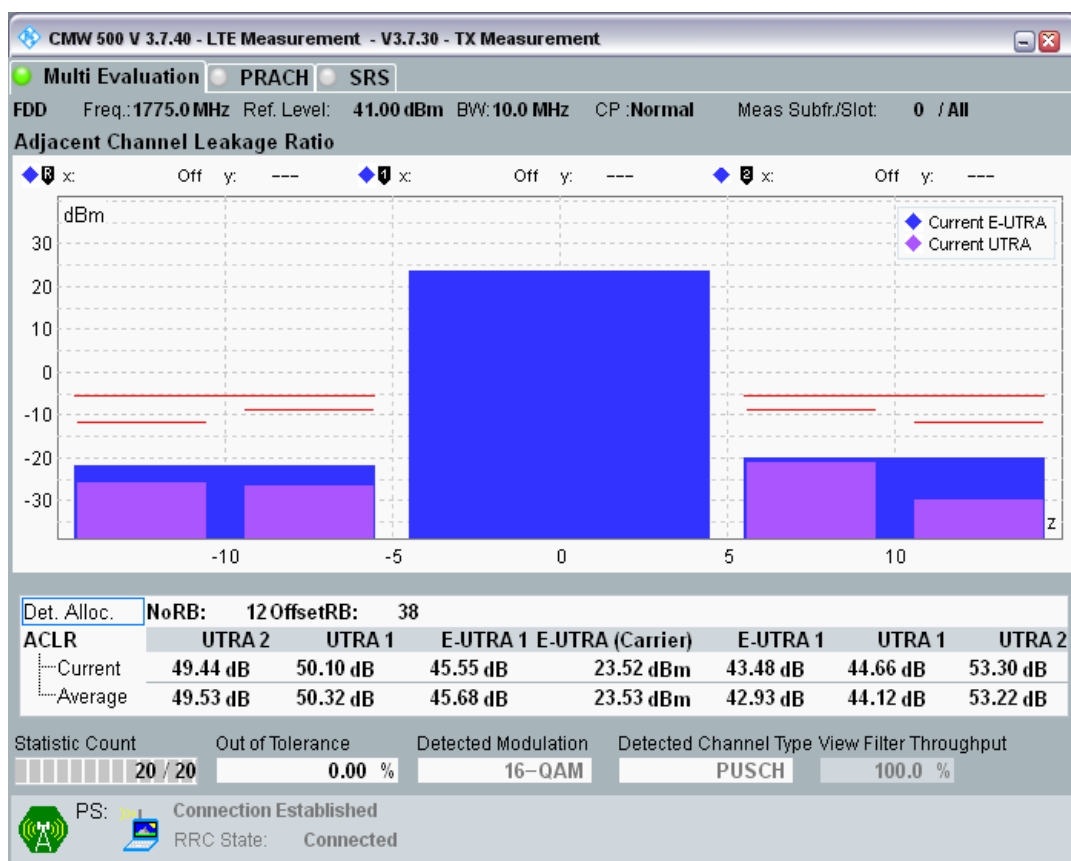 CMW 500 V 3.7.40 - LTE Measurement - V3.7.30 - TX Measurement
Multi Evaluation PRACH SRS
FDD Freq.: 1775.0 MHz Ref. Level: 41.00 dBm BW: 10.0 MHz CP :Normal Meas Subfr./Slot: 0 / All
Adjacent Channel Leakage Ratio
R x: Off y: --- 1 x: Off y: --- 2 x: Off y: ---
dBm
Current E-UTRA
Current UTRA
30
20
10
0
-10
-20
-30
z
-10 -5 0 5 10
Det. Alloc. NoRB: 12 OffsetRB: 38
ACLR UTRA 2 UTRA 1 E-UTRA 1 E-UTRA (Carrier) E-UTRA 1 UTRA 1 UTRA 2
Current 49.44 dB 50.10 dB 45.55 dB 23.52 dBm 43.48 dB 44.66 dB 53.30 dB
Average 49.53 dB 50.32 dB 45.68 dB 23.53 dBm 42.93 dB 44.12 dB 53.22 dB
Statistic Count Out of Tolerance Detected Modulation Detected Channel Type View Filter Throughput
20 / 20 0.00 % 16-QAM PUSCH 100.0 %
PS: Connection Established
RRC State: Connected